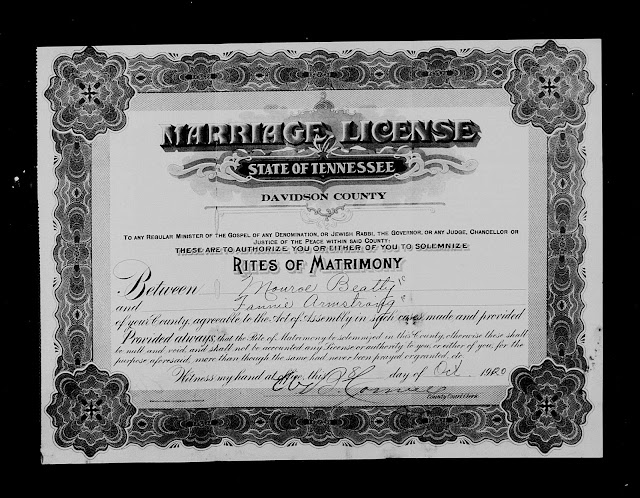 MARRIAGE LICENSE
STATE OF TENNESSEE
DAVIDSON COUNTY
TO ANY REGULAR MINISTER OF THE GOSPEL OF ANY DENOMINATION, OR JEWISH RABBI, THE GOVERNOR, OR ANY JUDGE, CHANCELLOR OR
JUSTICE OF THE PEACE WITHIN SAID COUNTY:
THESE ARE TO AUTHORIZE YOU OR EITHER OF YOU TO SOLEMNIZE
RITES OF MATRIMONY
Between Monroe Beatty
and Fannie Armstrong
of your County, agreeable to the Act of Assembly in such case made and provided
Provided always, that the Rite of Matrimony be solemnized in this County, otherwise these shall
be null and void, and shall not be accounted any License or authority to you, or either of you, for the
purpose aforesaid, more than though the same had never been prayed or granted, etc.
Witness my hand at office, this 28 day of Oct 1920
County Court Clerk